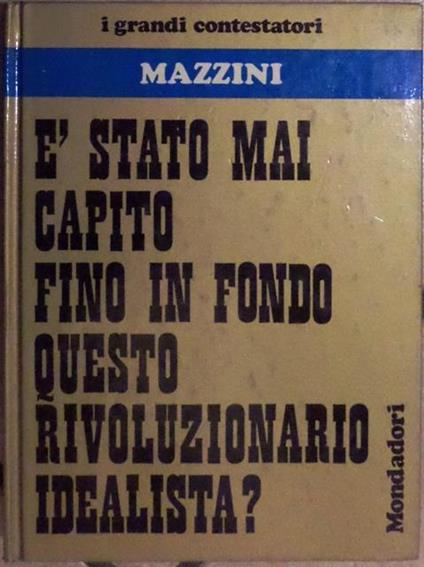 i grandi contestatori
MAZZINI
E' STATO MAI
CAPITO
FINO IN FONDO
QUESTO
RIVOLUZIONARIO
IDEALISTA?
Mondadori